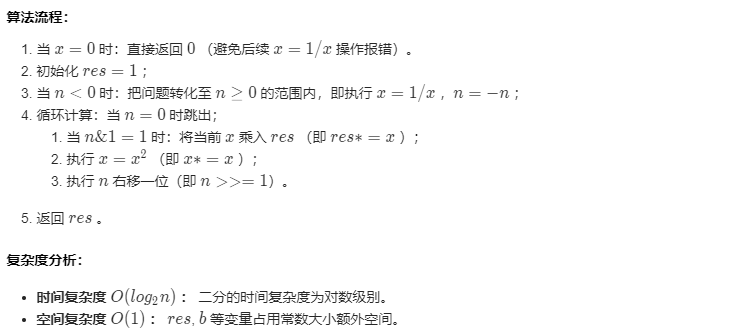 算法流程：
1. 当 x = 0 时：直接返回 0 （避免后续 x = 1/x 操作报错）。
2. 初始化 res = 1 ；
3. 当 n < 0 时：把问题转化至 n ≥ 0 的范围内，即执行 x = 1/x ，n = −n ；
4. 循环计算：当 n = 0 时跳出；
1. 当 n&1 = 1 时：将当前 x 乘入 res （即 res∗ = x ）；
2. 执行 x = x² （即 x∗ = x ）；
3. 执行 n 右移一位（即 n >>= 1）。
5. 返回 res 。
复杂度分析：
• 时间复杂度 O(log₂n) ： 二分的时间复杂度为对数级别。
• 空间复杂度 O(1) ： res, b 等变量占用常数大小额外空间。